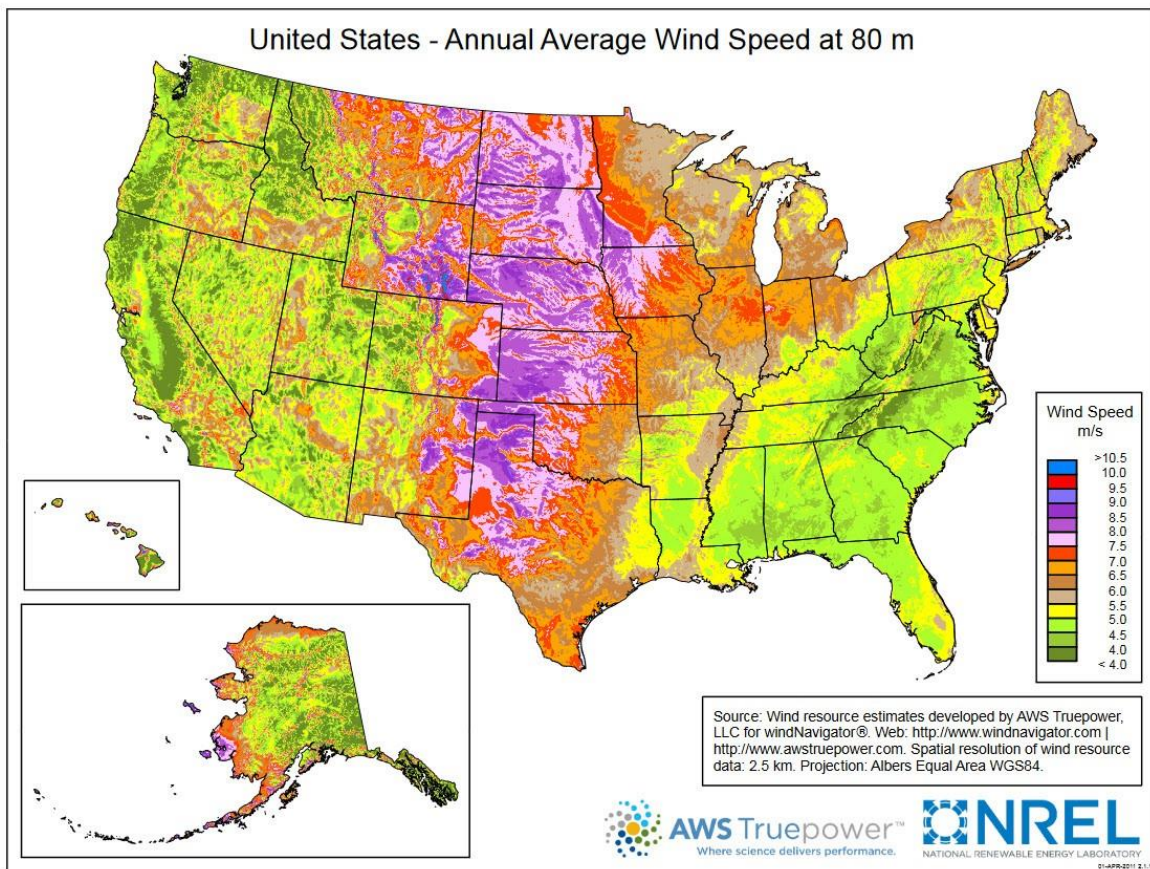 United States - Annual Average Wind Speed at 80 m
Wind Speed
m/s
>10.5
10.0
9.5
9.0
8.5
8.0
7.5
7.0
6.5
6.0
5.5
5.0
4.5
4.0
< 4.0
Source: Wind resource estimates developed by AWS Truepower,
LLC for windNavigator®. Web: http://www.windnavigator.com |
http://www.awstruepower.com. Spatial resolution of wind resource
data: 2.5 km. Projection: Albers Equal Area WGS84.
AWS Truepower™
Where science delivers performance.
NREL
NATIONAL RENEWABLE ENERGY LABORATORY